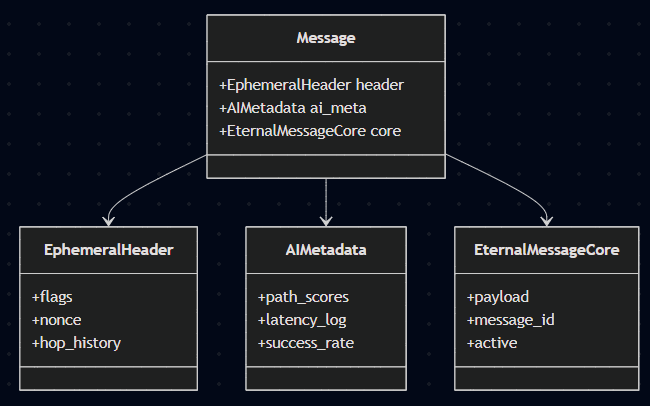 Message
+EphemeralHeader header
+AIMetadata ai_meta
+EternalMessageCore core
EphemeralHeader
+flags
+nonce
+hop_history
AIMetadata
+path_scores
+latency_log
+success_rate
EternalMessageCore
+payload
+message_id
+active